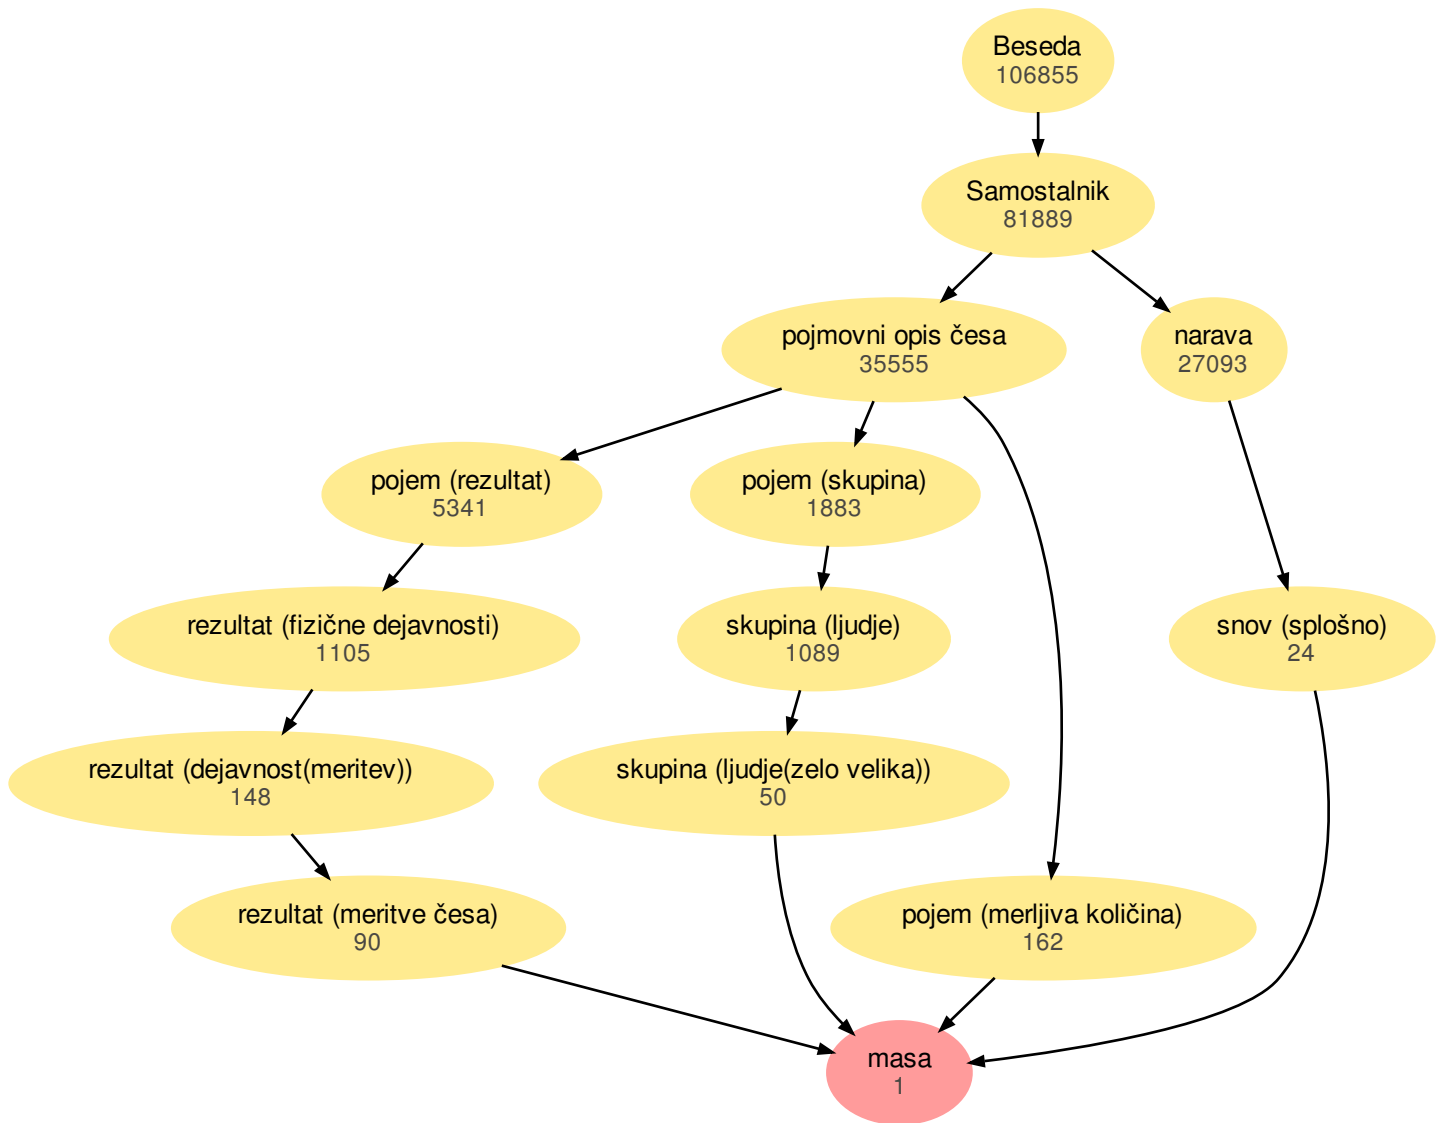 Beseda
106855
Samostalnik
81889
pojmovni opis česa
35555
narava
27093
pojem (rezultat)
5341
pojem (skupina)
1883
rezultat (fizične dejavnosti)
1105
skupina (ljudje)
1089
snov (splošno)
24
rezultat (dejavnost(meritev))
148
skupina (ljudje(zelo velika))
50
rezultat (meritve česa)
90
pojem (merljiva količina)
162
masa
1